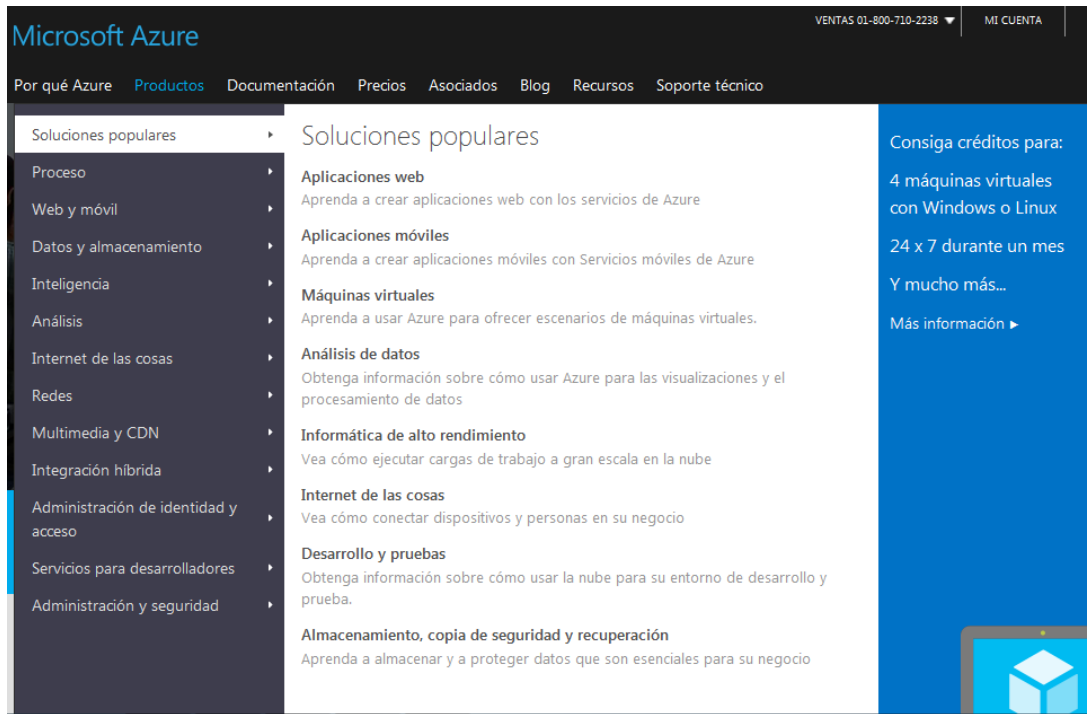 Microsoft Azure
VENTAS 01-800-710-2238
MI CUENTA
Por qué Azure Productos Documentación Precios Asociados Blog Recursos Soporte técnico
Soluciones populares
Proceso
Web y móvil
Datos y almacenamiento
Inteligencia
Análisis
Internet de las cosas
Redes
Multimedia y CDN
Integración híbrida
Administración de identidad y
acceso
Servicios para desarrolladores
Administración y seguridad
Soluciones populares
Aplicaciones web
Aprenda a crear aplicaciones web con los servicios de Azure
Aplicaciones móviles
Aprenda a crear aplicaciones móviles con Servicios móviles de Azure
Máquinas virtuales
Aprenda a usar Azure para ofrecer escenarios de máquinas virtuales.
Análisis de datos
Obtenga información sobre cómo usar Azure para las visualizaciones y el
procesamiento de datos
Informática de alto rendimiento
Vea cómo ejecutar cargas de trabajo a gran escala en la nube
Internet de las cosas
Vea cómo conectar dispositivos y personas en su negocio
Desarrollo y pruebas
Obtenga información sobre cómo usar la nube para su entorno de desarrollo y
prueba.
Almacenamiento, copia de seguridad y recuperación
Aprenda a almacenar y a proteger datos que son esenciales para su negocio
Consiga créditos para:
4 máquinas virtuales
con Windows o Linux
24 x 7 durante un mes
Y mucho más...
Más información